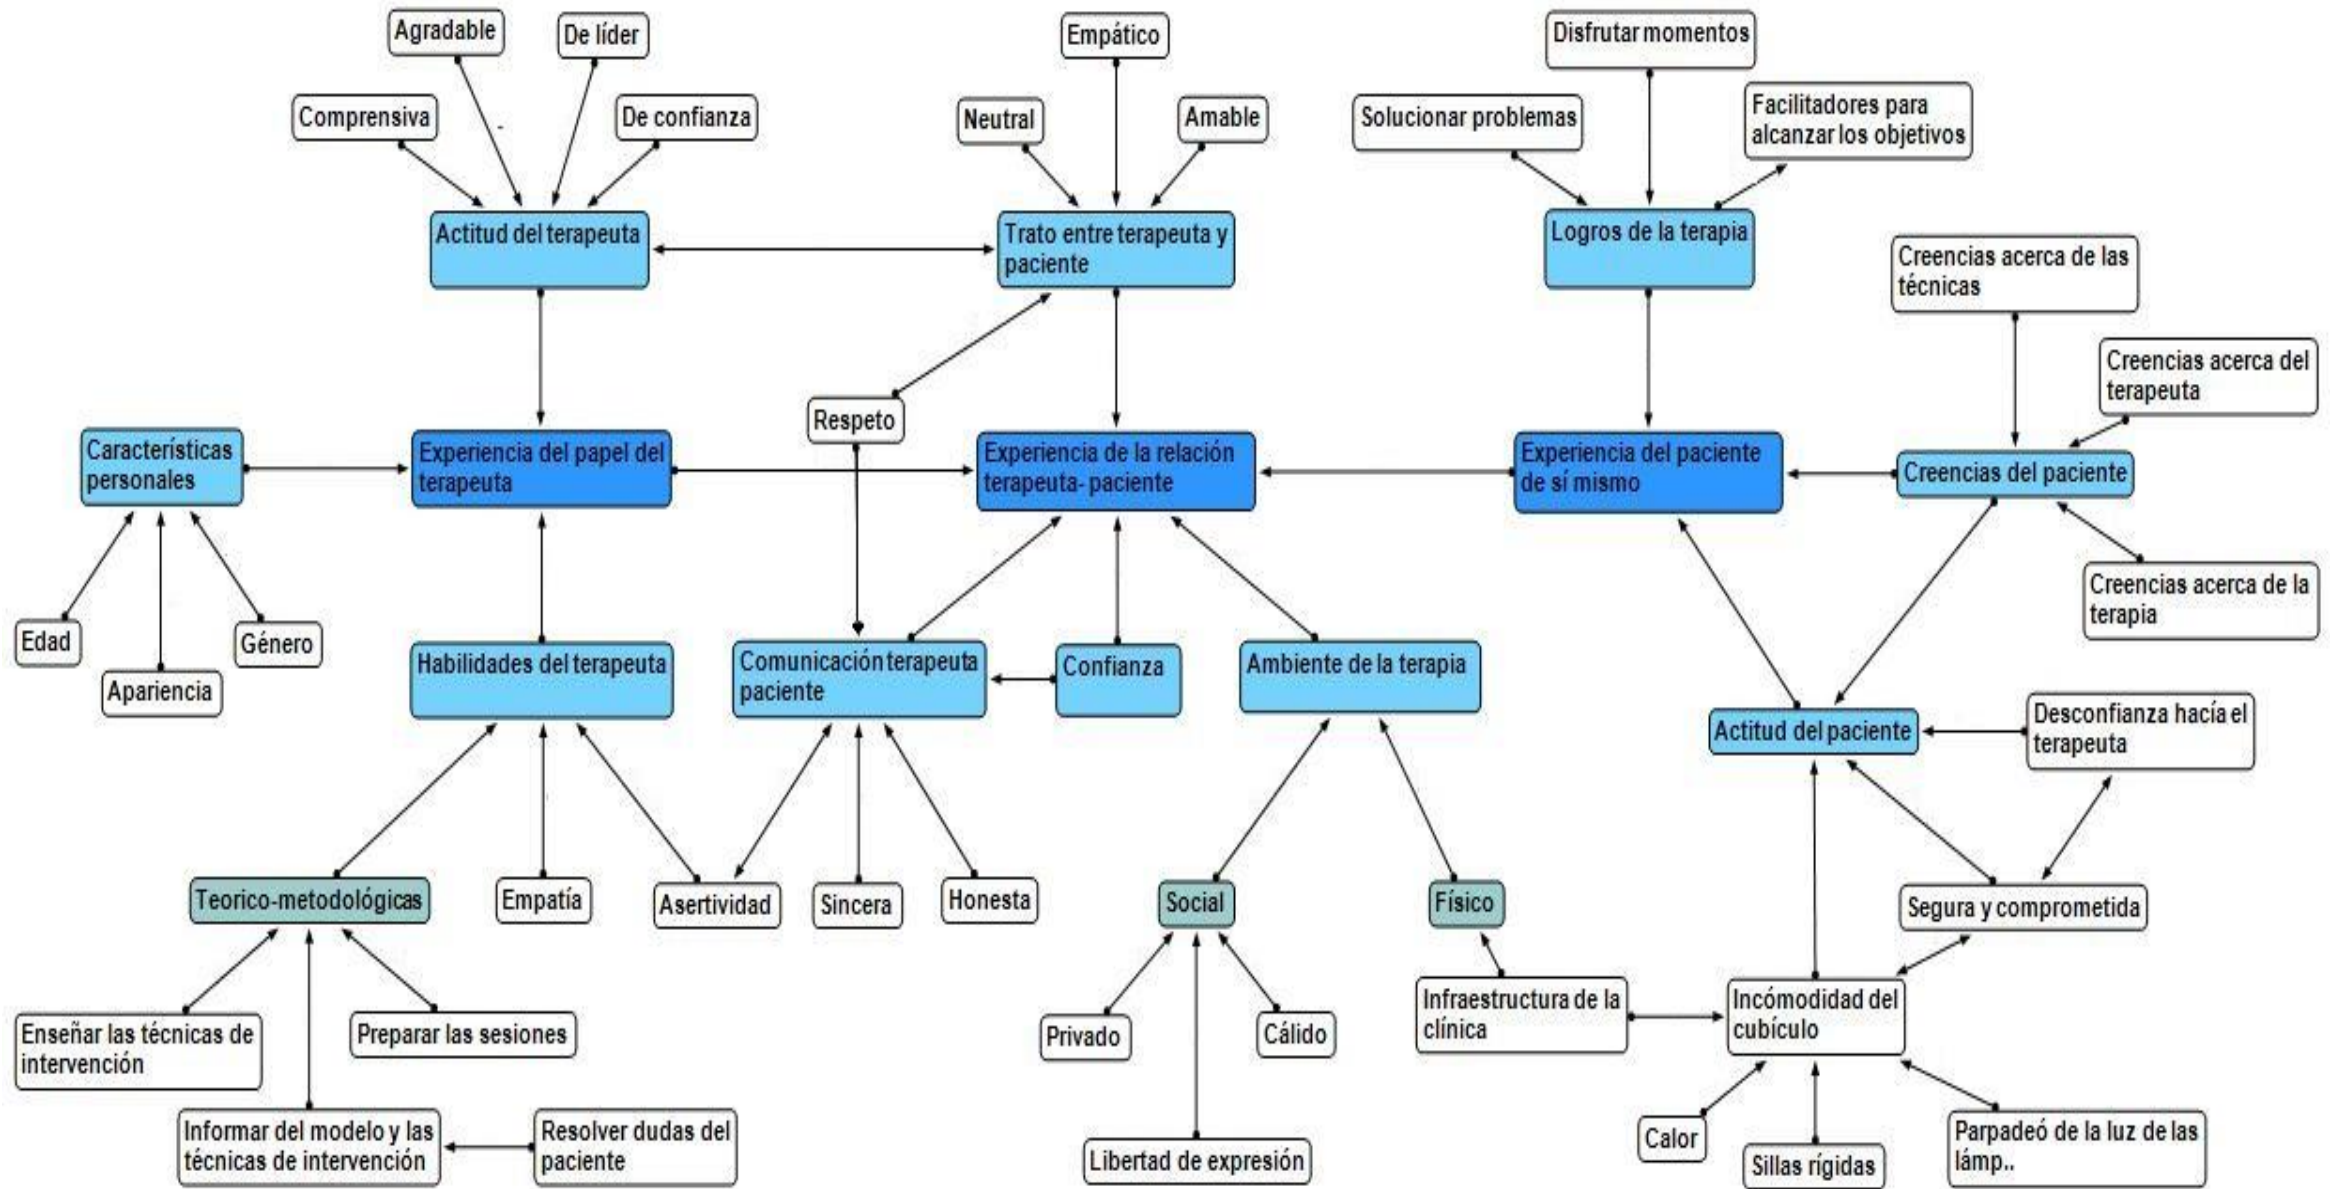 Agradable
De líder
Empático
Disfrutar momentos
Comprensiva
De confianza
Neutral
Amable
Solucionar problemas
Facilitadores para
alcanzar los objetivos
Actitud del terapeuta
Trato entre terapeuta y
paciente
Logros de la terapia
Creencias acerca de las
técnicas
Creencias acerca del
terapeuta
Respeto
Características
personales
Experiencia del papel del
terapeuta
Experiencia de la relación
terapeuta- paciente
Experiencia del paciente
de sí mismo
Creencias del paciente
Creencias acerca de la
terapia
Edad
Género
Apariencia
Habilidades del terapeuta
Comunicación terapeuta
paciente
Confianza
Ambiente de la terapia
Actitud del paciente
Desconfianza hacía el
terapeuta
Teorico-metodológicas
Empatía
Asertividad
Sincera
Honesta
Social
Físico
Segura y comprometida
Enseñar las técnicas de
intervención
Preparar las sesiones
Privado
Cálido
Infraestructura de la
clínica
Incómodidad del
cubículo
Informar del modelo y las
técnicas de intervención
Resolver dudas del
paciente
Libertad de expresión
Calor
Sillas rígidas
Parpadeó de la luz de las
lámp..